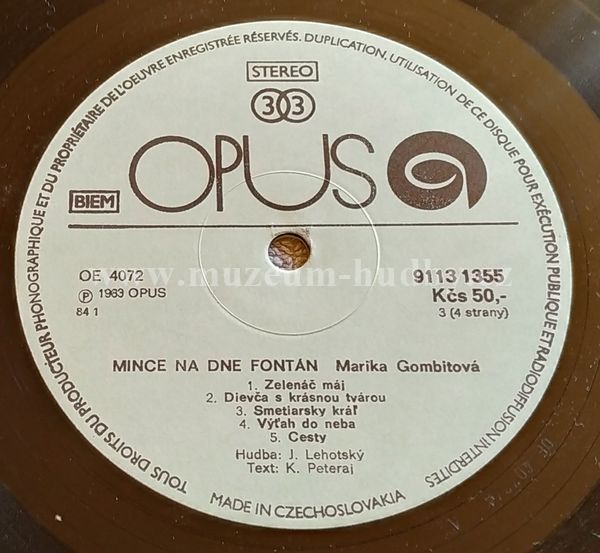 TOUS DROITS DU PRODUCTEUR PHONOGRAPHIQUE ET DU PROPRIÉTAIRE DE L'OEUVRE ENREGISTRÉE RÉSERVÉS. DUPLICATION, UTILISATION DE CE DISQUE POUR EXÉCUTION PUBLIQUE ET RADIODIFFUSION INTERDITES
STEREO
33
OPUS
BIEM
OE 4072
9113 1355
Ⓟ 1983 OPUS
Kčs 50,-
84 1
3 (4 strany)
www.muzeum-hudby.cz
MINCE NA DNE FONTÁN Marika Gombitová
1. Zelenáč máj
2. Dievča s krásnou tvárou
3. Smetiarsky kráľ
4. Výťah do neba
5. Cesty
Hudba: J. Lehotský
Text: K. Peteraj
MADE IN CZECHOSLOVAKIA